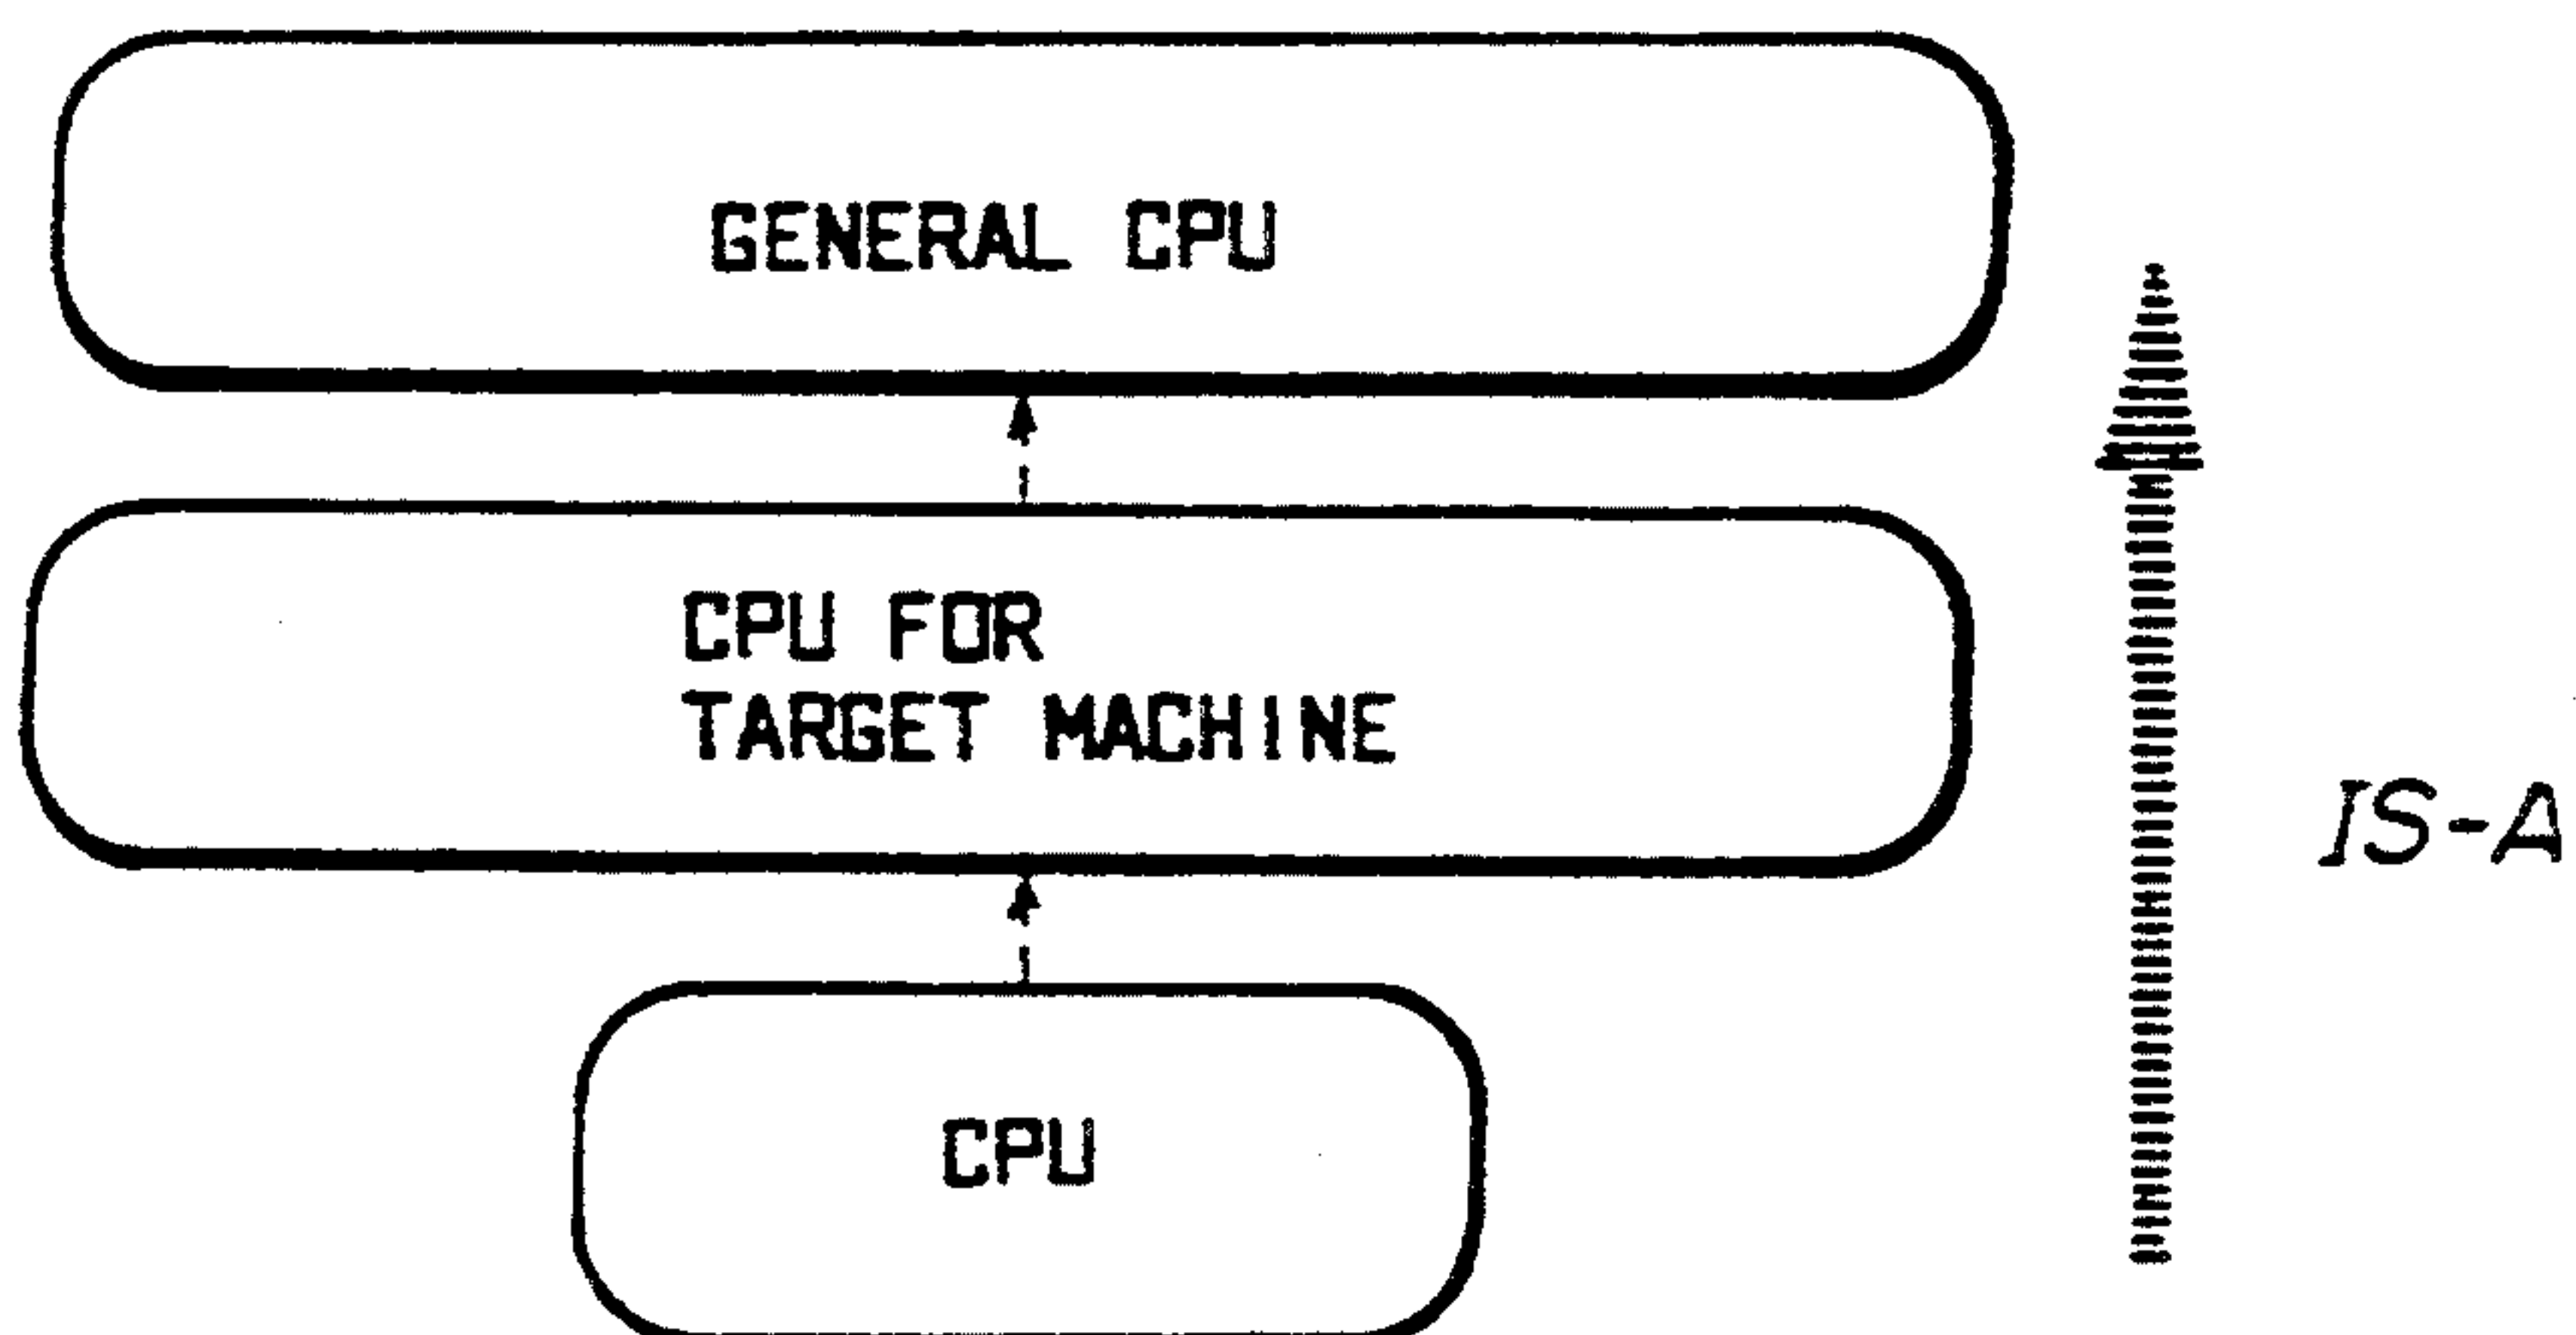 GENERAL CPU
CPU FOR
TARGET MACHINE
IS-A
CPU